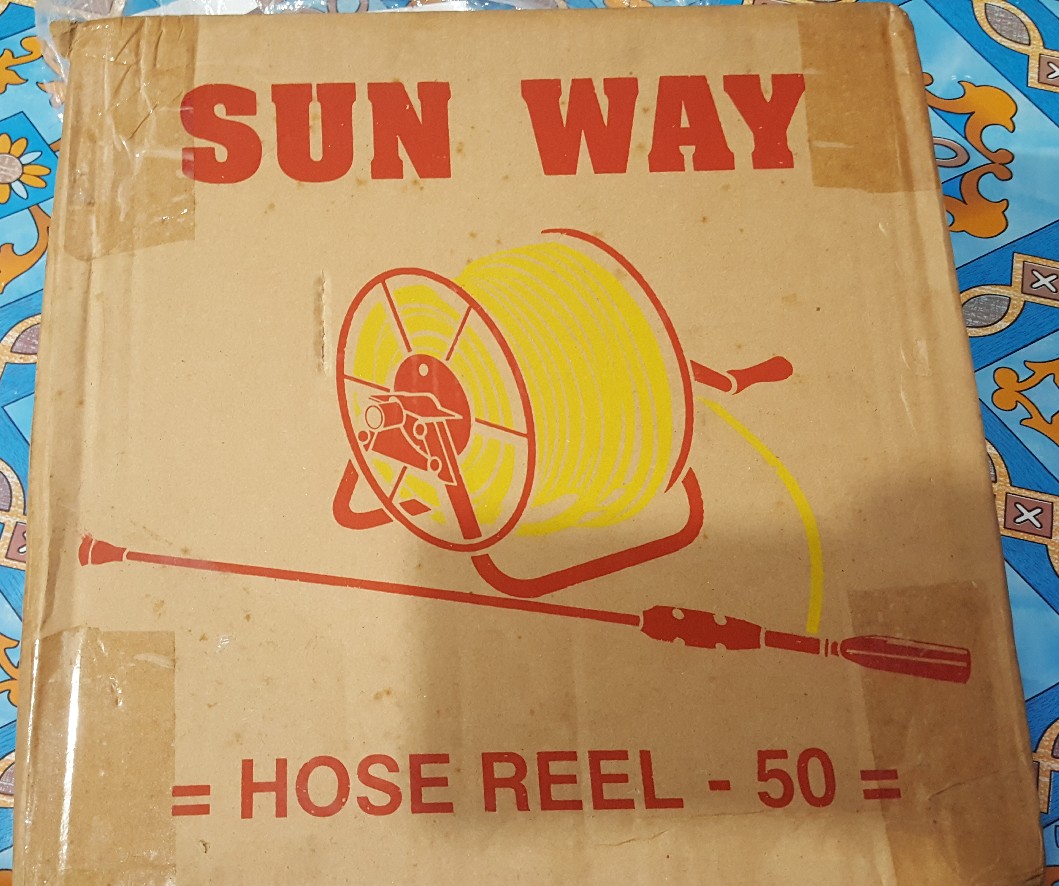 SUN WAY
= HOSE REEL - 50 =